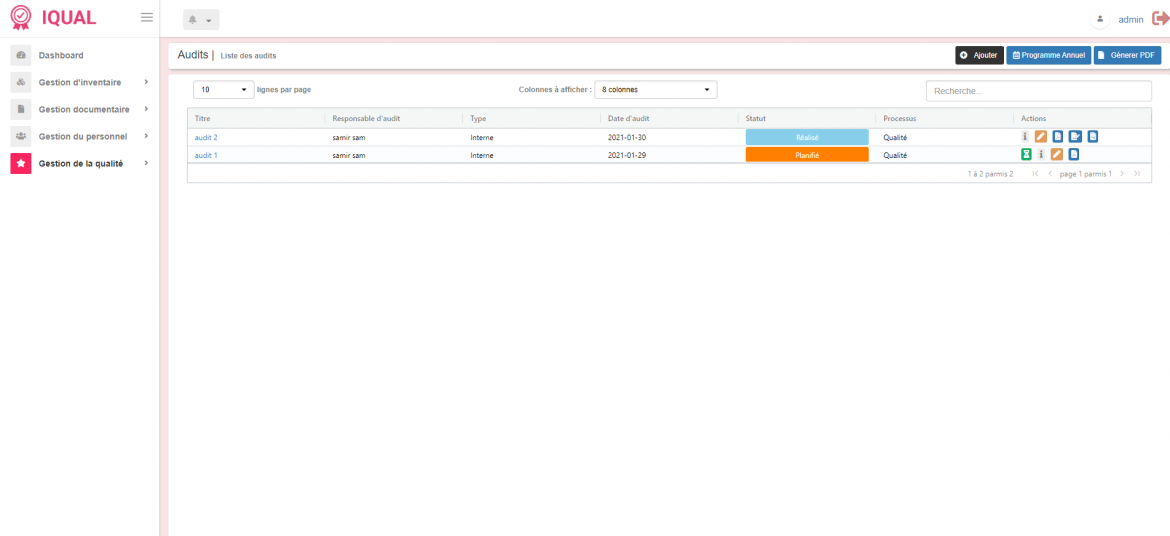 IQUAL
admin
Dashboard
Gestion d'inventaire
Gestion documentaire
Gestion du personnel
Gestion de la qualité
Audits | Liste des audits
Ajouter
Programme Annuel
Génerer PDF
10 lignes par page
Colonnes à afficher : 8 colonnes
Recherche...
Titre Responsable d'audit Type Date d'audit Statut Processus Actions
audit 2 samir sam Interne 2021-01-30 Réalisé Qualité
audit 1 samir sam Interne 2021-01-29 Planifié Qualité
1 à 2 parmis 2 page 1 parmis 1